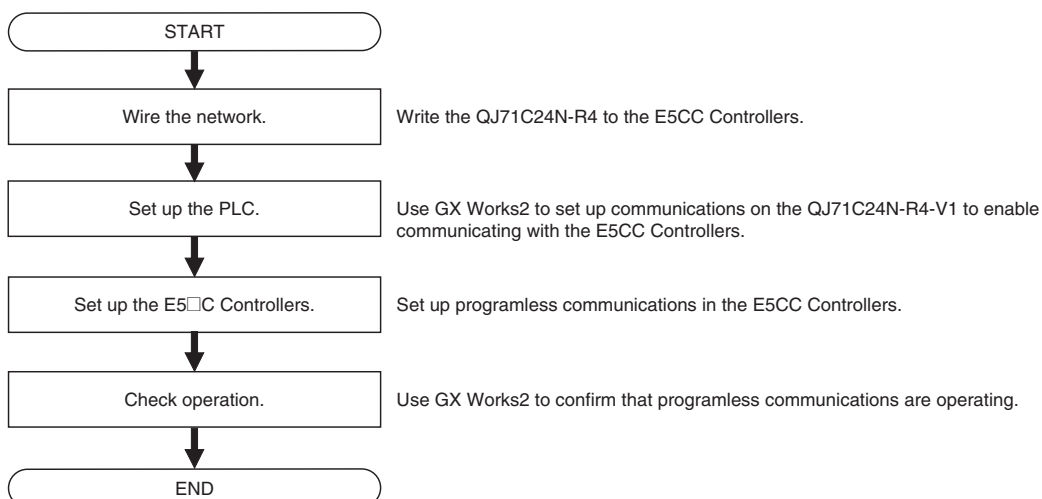 START
Wire the network.
Write the QJ71C24N-R4 to the E5CC Controllers.
Set up the PLC.
Use GX Works2 to set up communications on the QJ71C24N-R4-V1 to enable
communicating with the E5CC Controllers.
Set up the E5□C Controllers.
Set up programless communications in the E5CC Controllers.
Check operation.
Use GX Works2 to confirm that programless communications are operating.
END